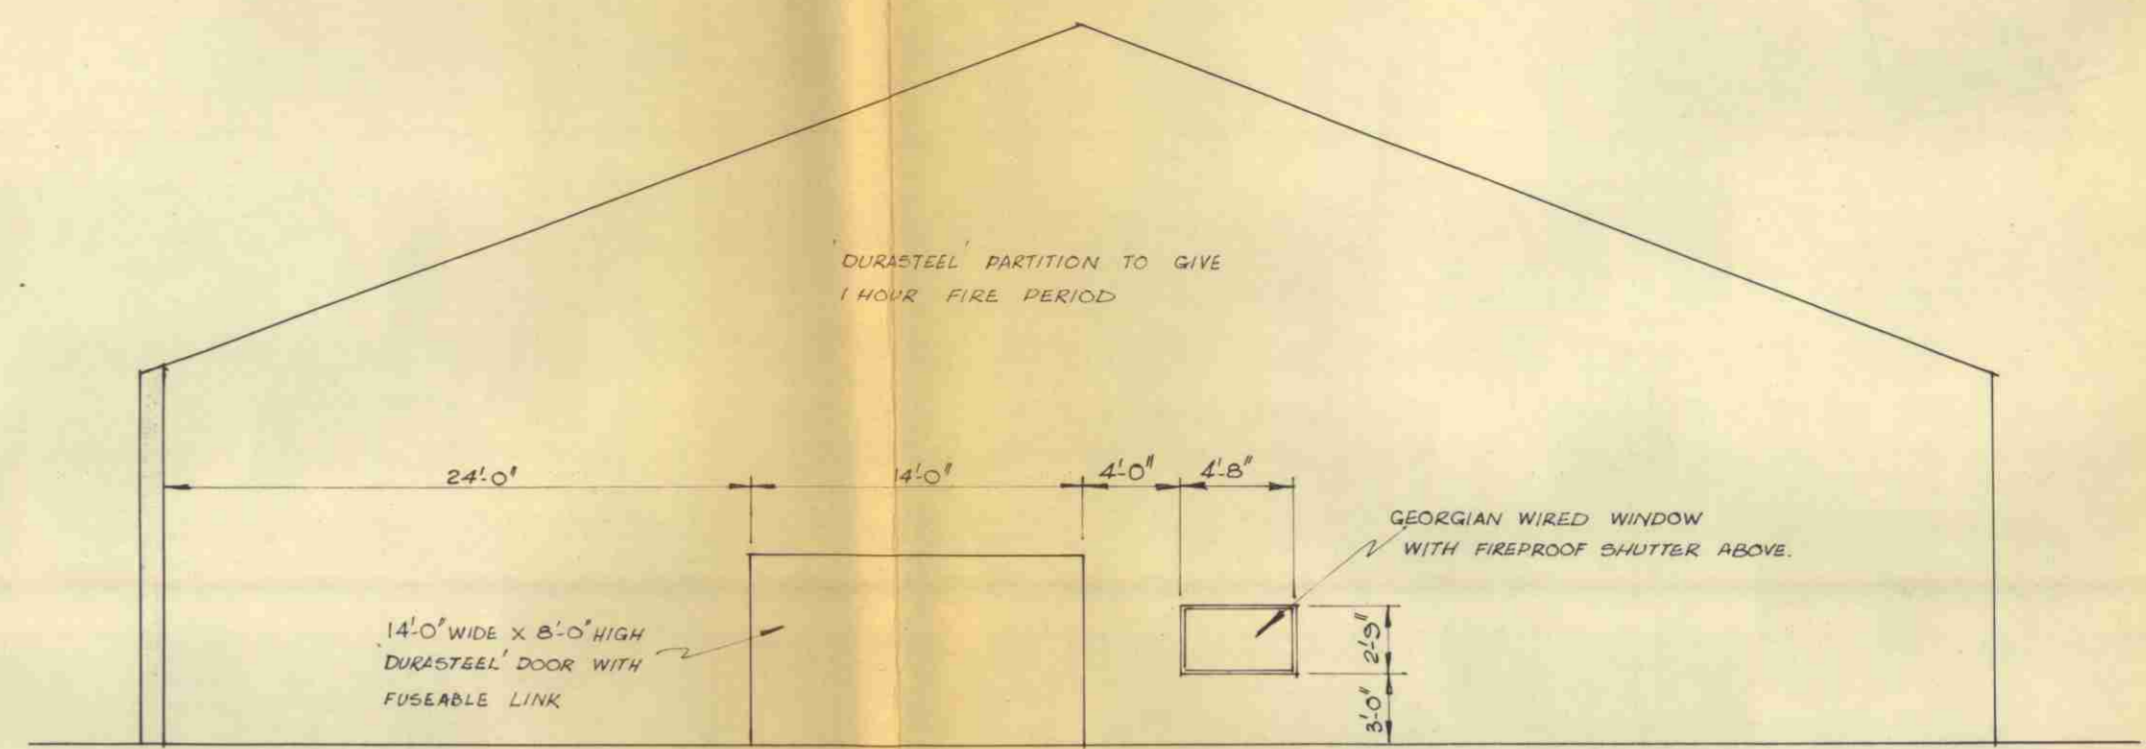 'DURASTEEL' PARTITION TO GIVE
1 HOUR FIRE PERIOD
24'-0"
14'-0"
4'-0"
4'-8"
GEORGIAN WIRED WINDOW
WITH FIREPROOF SHUTTER ABOVE.
14'-0" WIDE X 8'-0" HIGH
'DURASTEEL' DOOR WITH
FUSEABLE LINK
2'-9"
3'-0"